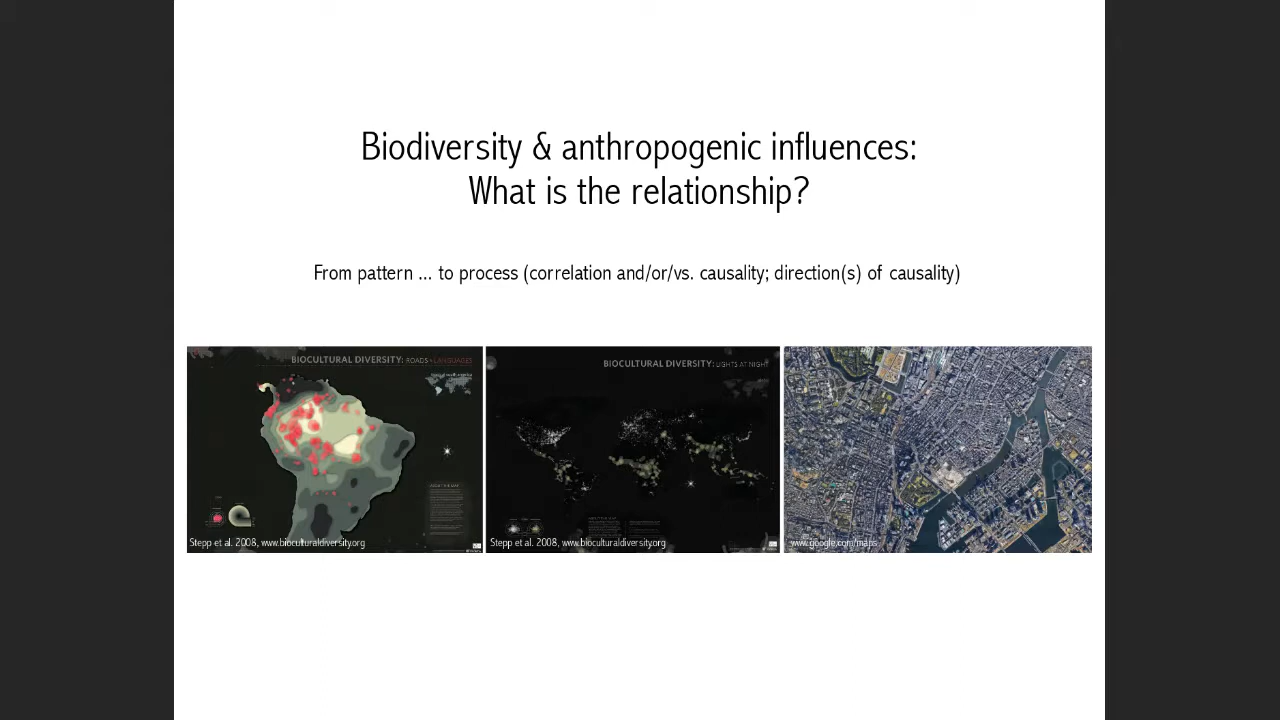 Biodiversity & anthropogenic influences:
What is the relationship?
From pattern ... to process (correlation and/or/vs. causality; direction(s) of causality)
BIOCULTURAL DIVERSITY: ROADS + LANGUAGES
Stepp et al. 2008, www.bioculturaldiversity.org
BIOCULTURAL DIVERSITY: LIGHTS AT NIGHT
Stepp et al. 2008, www.bioculturaldiversity.org
www.google.com/maps